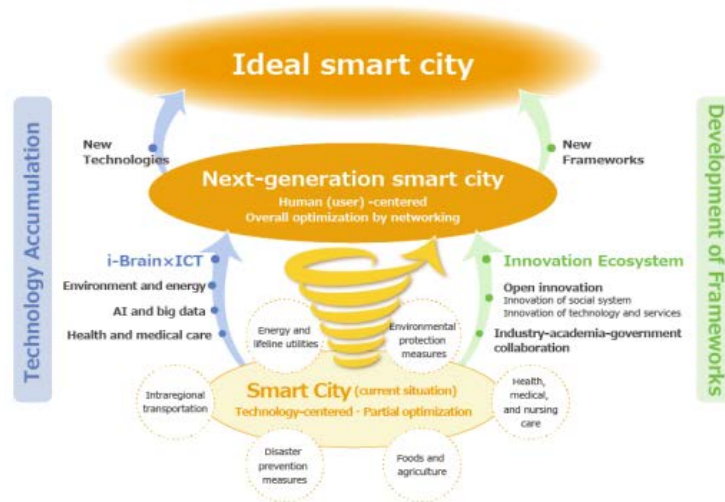 Ideal smart city
Technology Accumulation
Development of Frameworks
New
Technologies
New
Frameworks
Next-generation smart city
Human (user) -centered
Overall optimization by networking
i-Brain×ICT
Environment and energy
AI and big data
Health and medical care
Innovation Ecosystem
Open innovation
Innovation of social system
Innovation of technology and services
Industry-academia-government
collaboration
Energy and
lifeline utilities
Environmental
protection
measures
Intraregional
transportation
Smart City (current situation)
Technology-centered · Partial optimization
Health,
medical,
and nursing
care
Disaster
prevention
measures
Foods and
agriculture